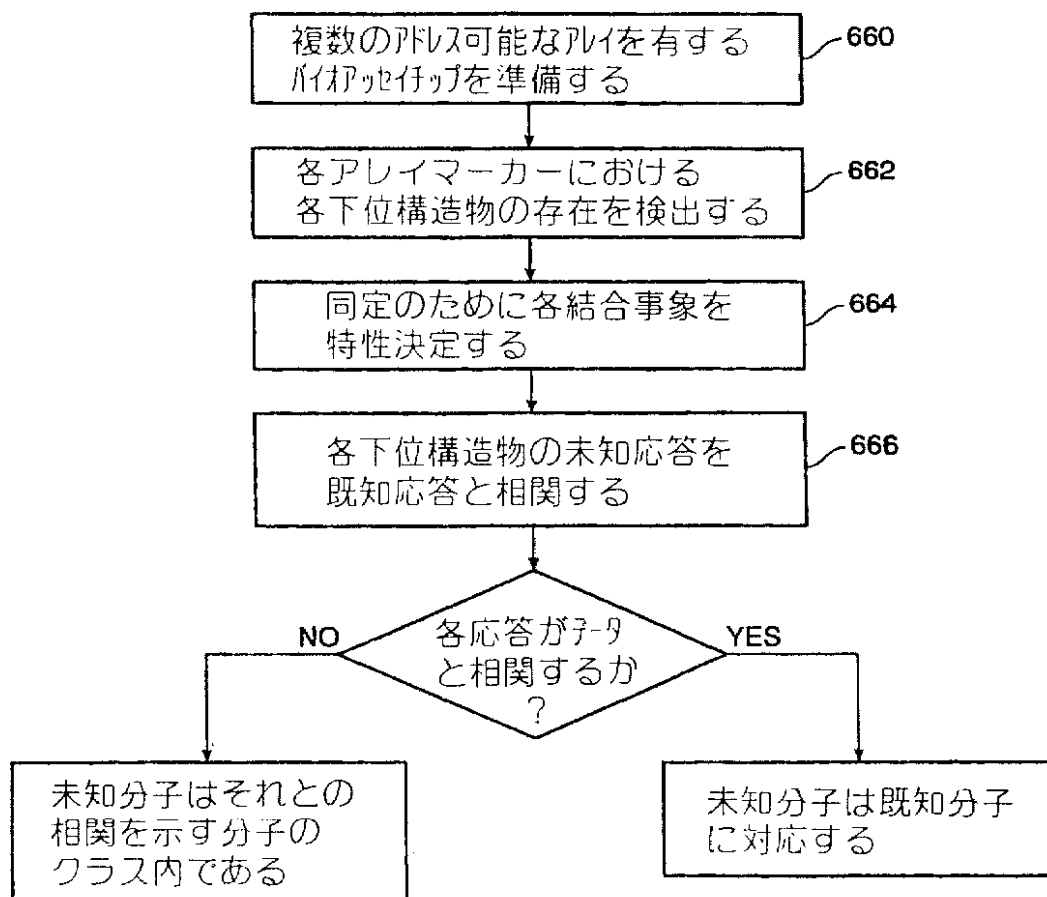 複数のアドレス可能なアレイを有する
バイオアッセイチップを準備する
660
各アレイマーカーにおける
各下位構造物の存在を検出する
662
同定のために各結合事象を
特性決定する
664
各下位構造物の未知応答を
既知応答と相関する
666
各応答がデータ
と相関するか
?
NO
YES
未知分子はそれとの
相関を示す分子の
クラス内である
未知分子は既知分子
に対応する